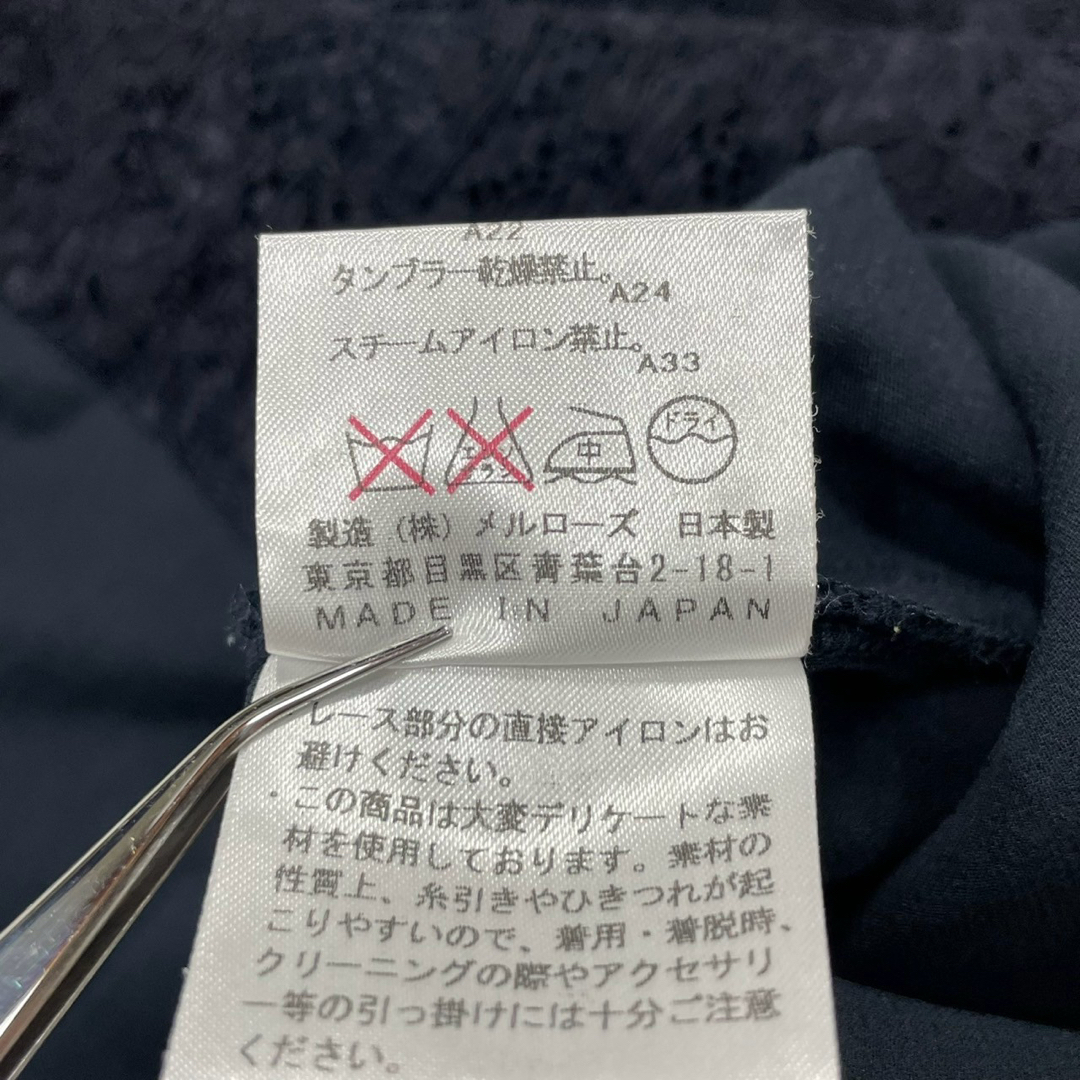 A22
タンブラー乾燥禁止。A24
スチームアイロン禁止。A33
エンソ
ラ
中
ドライ
製造（株）メルローズ 日本製
東京都目黒区青葉台2-18-1
MADE IN JAPAN
レース部分の直接アイロンはお
避けください。
・この商品は大変デリケートな素
材を使用しております。素材の
性質上、糸引きやひきつれが起
こりやすいので、着用・着脱時、
クリーニングの際やアクセサリ
ー等の引っ掛けには十分ご注意
ください。